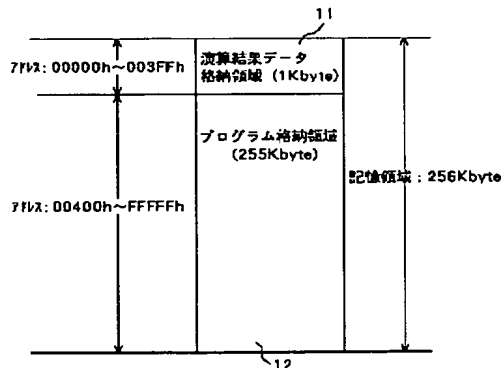 11
アドレス: 00000h～003FFh
演算結果データ
格納領域 (1Kbyte)
プログラム格納領域
(255Kbyte)
記憶領域 : 256Kbyte
アドレス: 00400h～FFFFFh
12